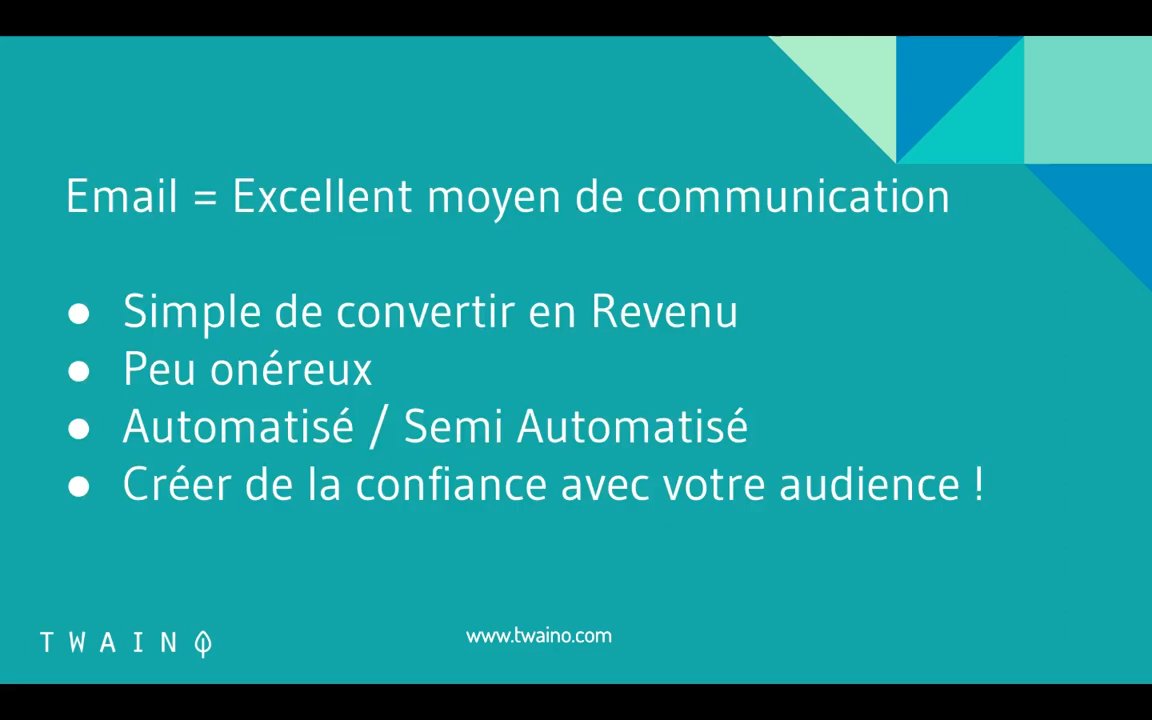 Email = Excellent moyen de communication
● Simple de convertir en Revenu
● Peu onéreux
● Automatisé / Semi Automatisé
● Créer de la confiance avec votre audience !
TWAINO
www.twaino.com